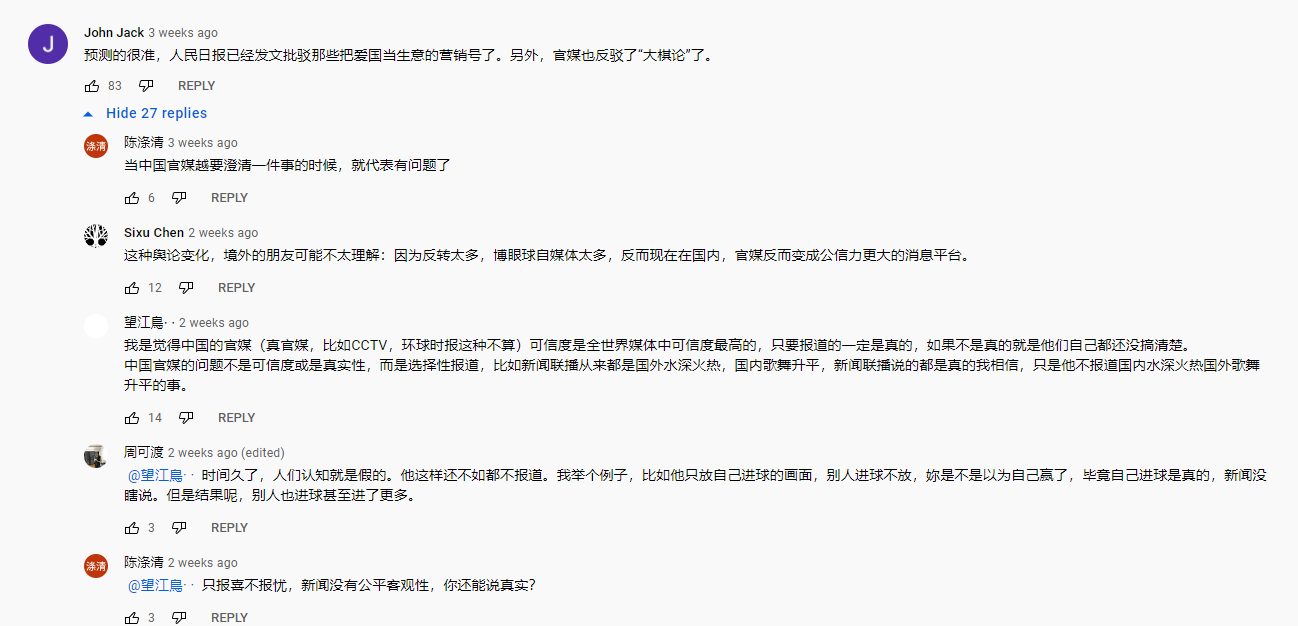 J
John Jack 3 weeks ago
预测的很准，人民日报已经发文批驳那些把爱国当生意的营销号了。另外，官媒也反驳了“大棋论”了。
83 REPLY
Hide 27 replies
涤清
陈涤清 3 weeks ago
当中国官媒越要澄清一件事的时候，就代表有问题了
6 REPLY
Sixu Chen 2 weeks ago
这种舆论变化，境外的朋友可能不太理解：因为反转太多，博眼球自媒体太多，反而现在在国内，官媒反而变成公信力更大的消息平台。
12 REPLY
望江鳥· · 2 weeks ago
我是觉得中国的官媒（真官媒，比如CCTV，环球时报这种不算）可信度是全世界媒体中可信度最高的，只要报道的一定是真的，如果不是真的就是他们自己都还没搞清楚。
中国官媒的问题不是可信度或是真实性，而是选择性报道，比如新闻联播从来都是国外水深火热，国内歌舞升平，新闻联播说的都是真的我相信，只是他不报道国内水深火热国外歌舞
升平的事。
14 REPLY
周可渡 2 weeks ago (edited)
@望江鳥· · 时间久了，人们认知就是假的。他这样还不如都不报道。我举个例子，比如他只放自己进球的画面，别人进球不放，妳是不是以为自己赢了，毕竟自己进球是真的，新闻没
瞎说。但是结果呢，别人也进球甚至进了更多。
3 REPLY
涤清
陈涤清 2 weeks ago
@望江鳥· · 只报喜不报忧，新闻没有公平客观性，你还能说真实？
3 REPLY